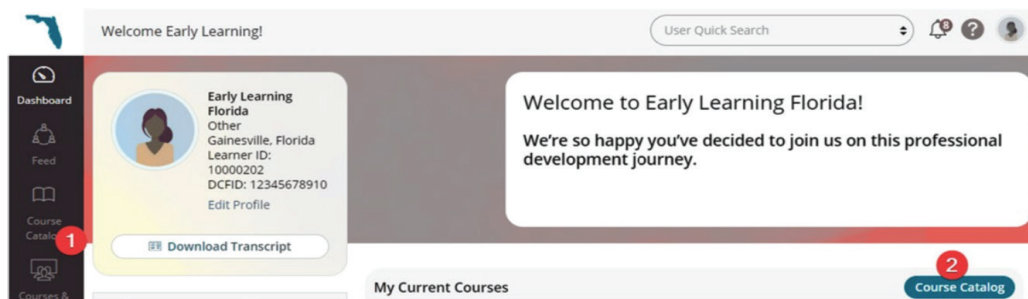 Welcome Early Learning!
User Quick Search
8
?
Dashboard
Feed
Course
Catalog
1
Courses &
Early Learning
Florida
Other
Gainesville, Florida
Learner ID:
10000202
DCFID: 12345678910
Edit Profile
Download Transcript
Welcome to Early Learning Florida!
We're so happy you've decided to join us on this professional
development journey.
My Current Courses
2
Course Catalog